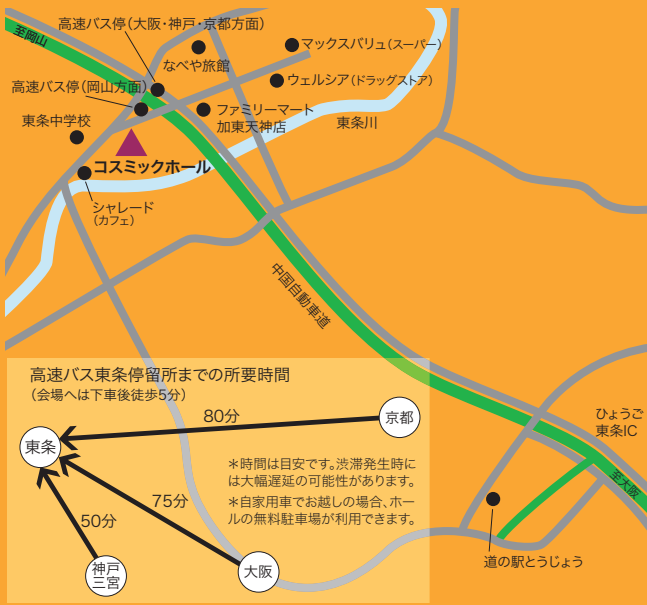 至岡山
高速バス停（大阪・神戸・京都方面）
なべや旅館
マックスバリュ（スーパー）
ウェルシア（ドラッグストア）
高速バス停（岡山方面）
ファミリーマート
加東天神店
東条中学校
東条川
コスミックホール
シャレード
（カフェ）
中国自動車道
高速バス東条停留所までの所要時間
（会場へは下車後徒歩5分）
80分
京都
東条
＊時間は目安です。渋滞発生時に
は大幅遅延の可能性があります。
＊自家用車でお越しの場合、ホー
ルの無料駐車場が利用できます。
75分
50分
神戸
三宮
大阪
ひょうご
東条IC
至大阪
道の駅とうじょう